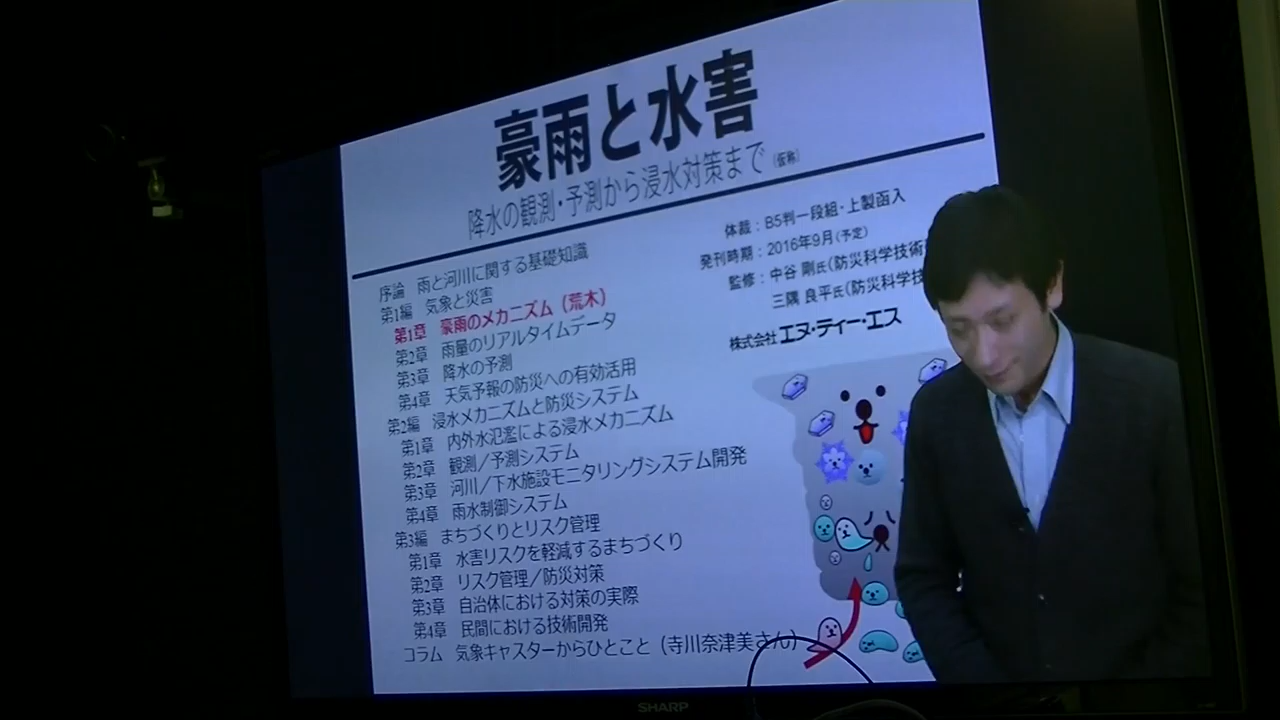 豪雨と水害
降水の観測・予測から浸水対策まで（仮称）
序論 雨と河川に関する基礎知識
第1編 気象と災害
第1章 豪雨のメカニズム（荒木）
第2章 雨量のリアルタイムデータ
第3章 降水の予測
第4章 天気予報の防災への有効活用
第2編 浸水メカニズムと防災システム
第1章 内外水氾濫による浸水メカニズム
第2章 観測／予測システム
第3章 河川／下水施設モニタリングシステム開発
第4章 雨水制御システム
第3編 まちづくりとリスク管理
第1章 水害リスクを軽減するまちづくり
第2章 リスク管理／防災対策
第3章 自治体における対策の実際
第4章 民間における技術開発
コラム 気象キャスターからひとこと（寺川奈津美さん）
体裁：B5判一段組・上製函入
発刊時期：2016年9月（予定）
監修：中谷 剛氏（防災科学技術
三隅 良平氏（防災科学技
株式会社 エヌ・ティー・エス
SHARP